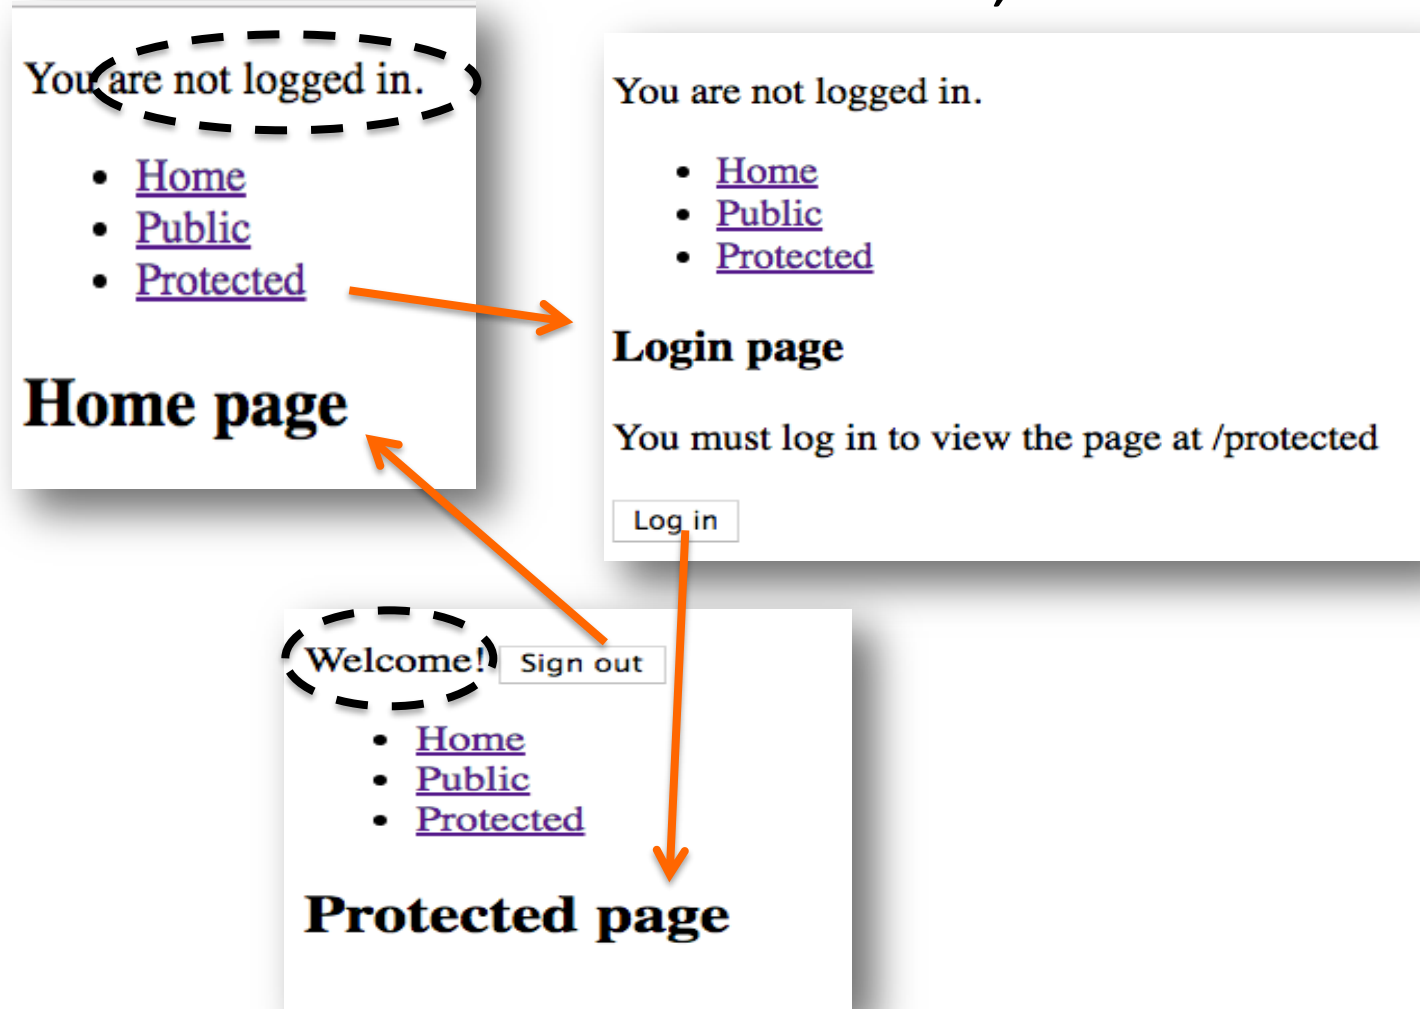 You are not logged in.
• Home
• Public
• Protected
Home page
You are not logged in.
• Home
• Public
• Protected
Login page
You must log in to view the page at /protected
Log in
Welcome! Sign out
• Home
• Public
• Protected
Protected page